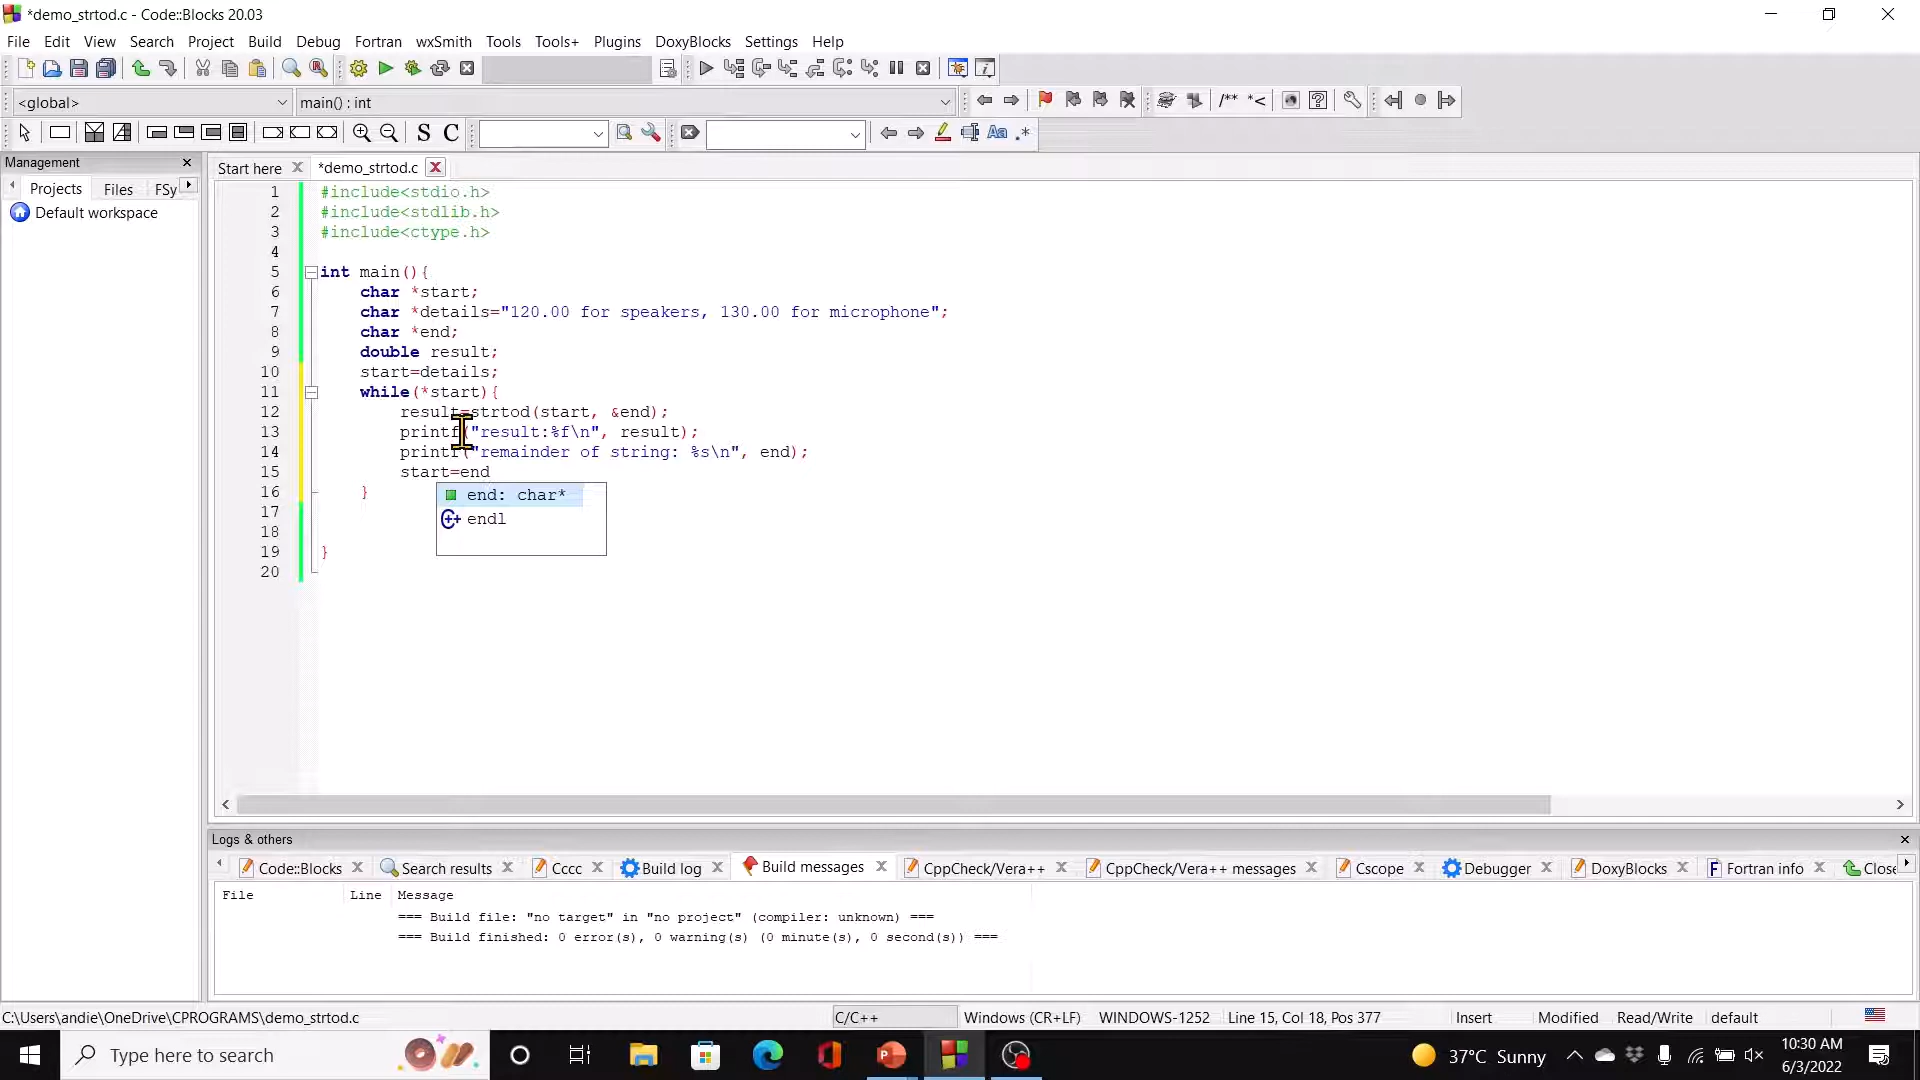 *demo_strtod.c - Code::Blocks 20.03
File Edit View Search Project Build Debug Fortran wxSmith Tools Tools+ Plugins DoxyBlocks Settings Help
<global> main() : int
/** *<
S C Aa .*
Management
Projects Files FSy
Default workspace
Start here *demo_strtod.c
1 #include<stdio.h>
2 #include<stdlib.h>
3 #include<ctype.h>
4
5 int main(){
6 char *start;
7 char *details="120.00 for speakers, 130.00 for microphone";
8 char *end;
9 double result;
10 start=details;
11 while(*start){
12 result=strtod(start, &end);
13 printf("result:%f\n", result);
14 printf("remainder of string: %s\n", end);
15 start=end
16 }
17
18
19 }
20
end: char*
endl
Logs & others
Code::Blocks Search results Cccc Build log Build messages CppCheck/Vera++ CppCheck/Vera++ messages Cscope Debugger DoxyBlocks Fortran info Close
File Line Message
=== Build file: "no target" in "no project" (compiler: unknown) ===
=== Build finished: 0 error(s), 0 warning(s) (0 minute(s), 0 second(s)) ===
C:\Users\andie\OneDrive\CPROGRAMS\demo_strtod.c C/C++ Windows (CR+LF) WINDOWS-1252 Line 15, Col 18, Pos 377 Insert Modified Read/Write default
Type here to search
37°C Sunny
10:30 AM
6/3/2022